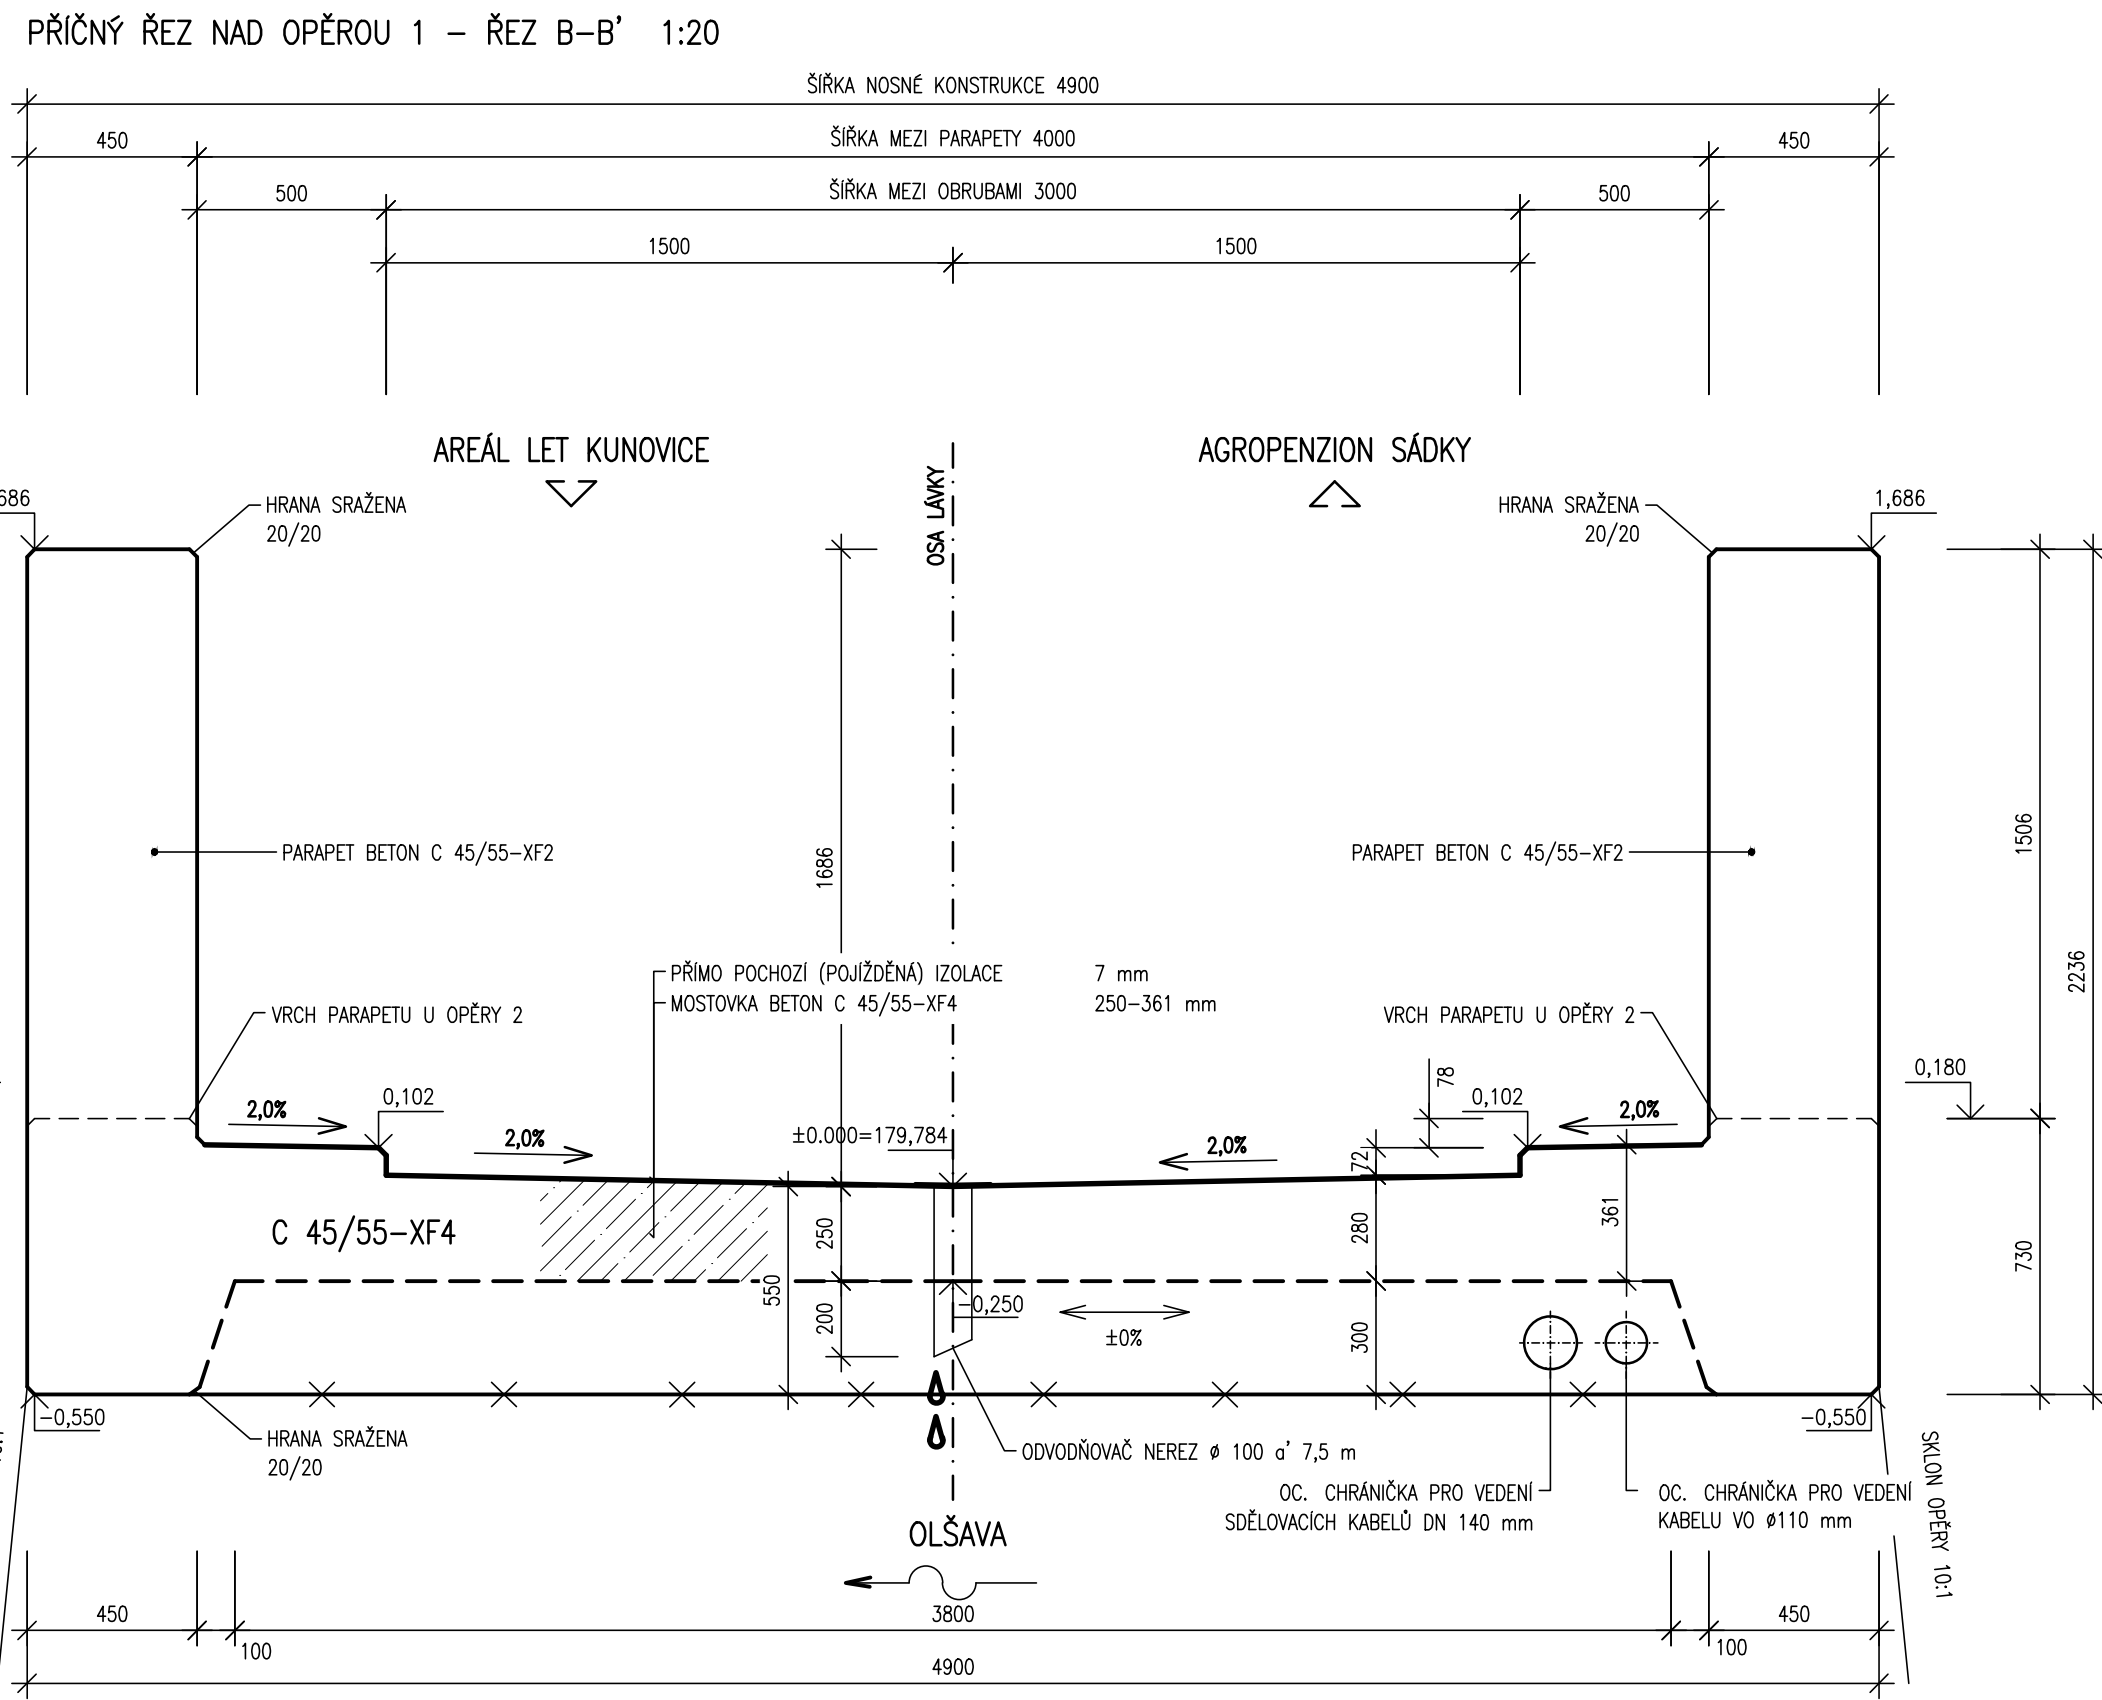 PŘÍČNÝ ŘEZ NAD OPĚROU 1 – ŘEZ B–B' 1:20
ŠÍŘKA NOSNÉ KONSTRUKCE 4900
450
ŠÍŘKA MEZI PARAPETY 4000
450
500
ŠÍŘKA MEZI OBRUBAMI 3000
500
1500
1500
AREÁL LET KUNOVICE
AGROPENZION SÁDKY
OSA LÁVKY
686
HRANA SRAŽENA
20/20
HRANA SRAŽENA
20/20
1,686
1686
1506
2236
PARAPET BETON C 45/55–XF2
PARAPET BETON C 45/55–XF2
PŘÍMO POCHOZÍ (POJÍŽDĚNÁ) IZOLACE 7 mm
MOSTOVKA BETON C 45/55–XF4 250–361 mm
VRCH PARAPETU U OPĚRY 2
VRCH PARAPETU U OPĚRY 2
78
0,180
2,0%
0,102
0,102
2,0%
2,0%
±0.000=179,784
2,0%
72
C 45/55–XF4
250
280
361
730
550
200
–0,250
±0%
300
–0,550
–0,550
HRANA SRAŽENA
20/20
ODVODŇOVAČ NEREZ ø 100 a' 7,5 m
OC. CHRÁNIČKA PRO VEDENÍ
SDĚLOVACÍCH KABELŮ DN 140 mm
OC. CHRÁNIČKA PRO VEDENÍ
KABELU VO ø110 mm
SKLON OPĚRY 10:1
OLŠAVA
450
100
3800
100
450
4900